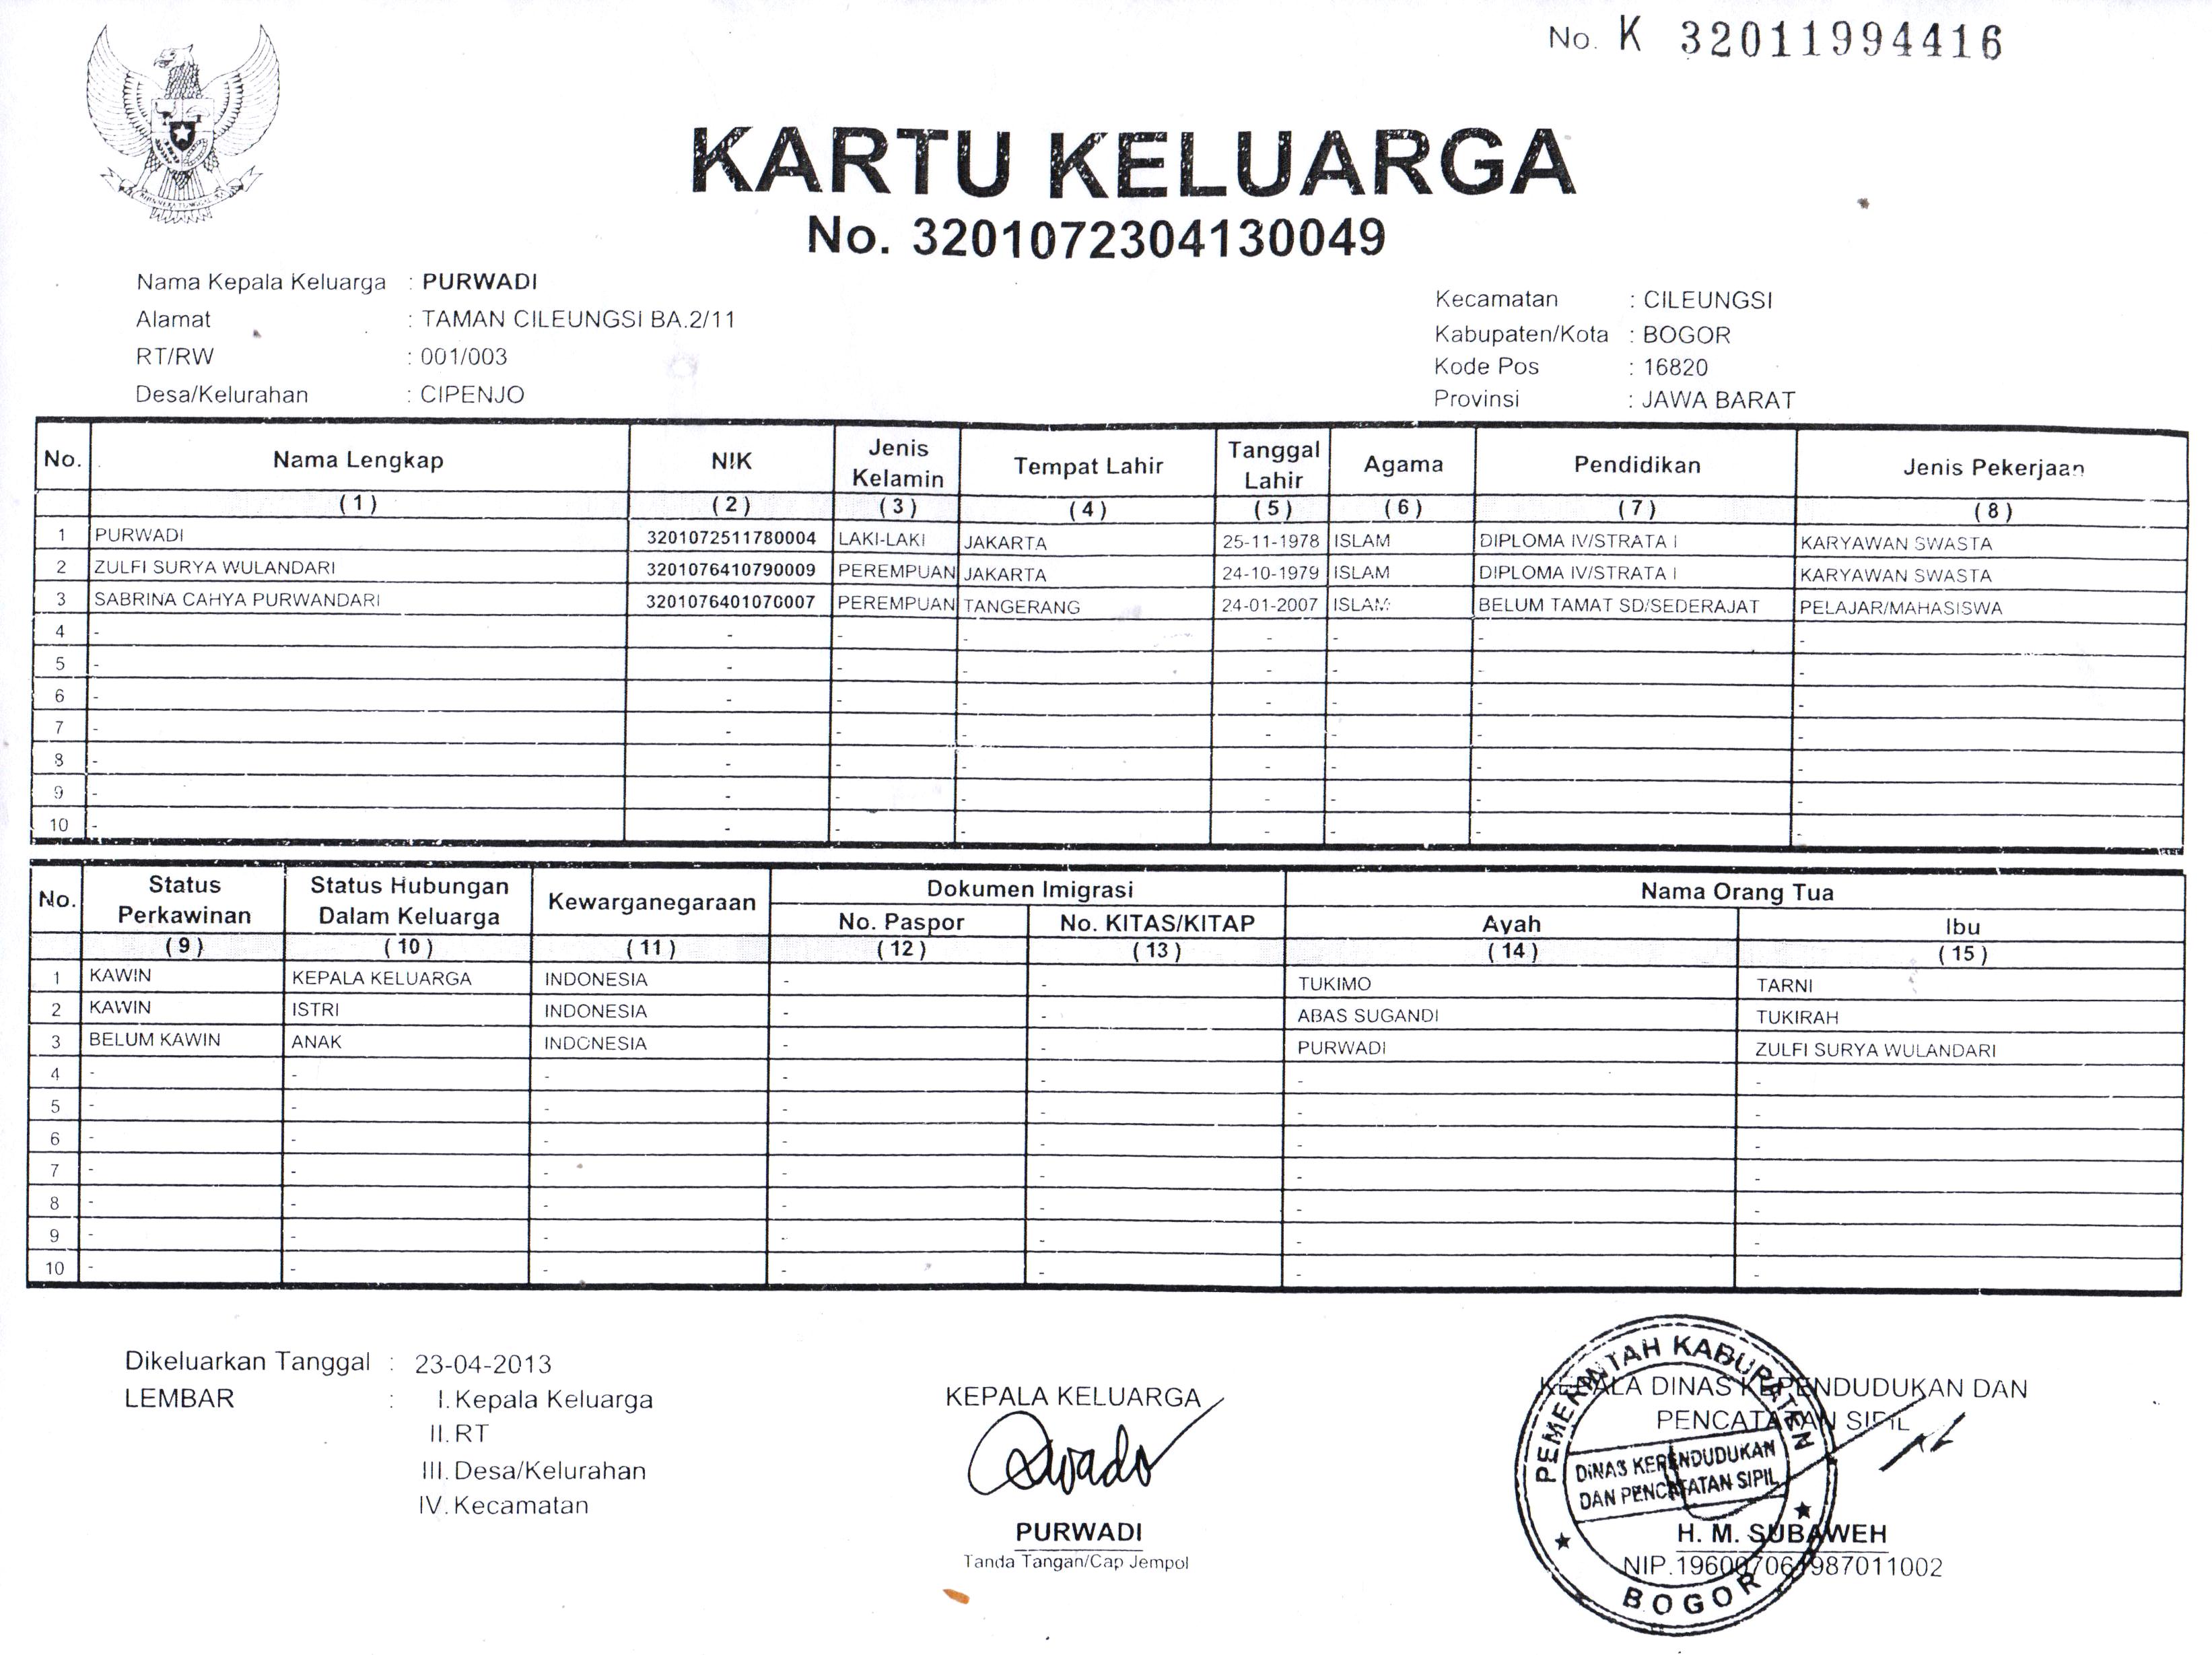 No. K 32011994416
KARTU KELUARGA
No. 3201072304130049
Nama Kepala Keluarga : PURWADI
Alamat : TAMAN CILEUNGSI BA.2/11
RT/RW : 001/003
Desa/Kelurahan : CIPENJO
Kecamatan : CILEUNGSI
Kabupaten/Kota : BOGOR
Kode Pos : 16820
Provinsi : JAWA BARAT
No. Nama Lengkap NIK Jenis Kelamin Tempat Lahir Tanggal Lahir Agama Pendidikan Jenis Pekerjaan
(1) (2) (3) (4) (5) (6) (7) (8)
1 PURWADI 3201072511780004 LAKI-LAKI JAKARTA 25-11-1978 ISLAM DIPLOMA IV/STRATA I KARYAWAN SWASTA
2 ZULFI SURYA WULANDARI 3201076410790009 PEREMPUAN JAKARTA 24-10-1979 ISLAM DIPLOMA IV/STRATA I KARYAWAN SWASTA
3 SABRINA CAHYA PURWANDARI 3201076401070007 PEREMPUAN TANGERANG 24-01-2007 ISLAM BELUM TAMAT SD/SEDERAJAT PELAJAR/MAHASISWA
4 - - - - - - - -
5 - - - - - - - -
6 - - - - - - - -
7 - - - - - - - -
8 - - - - - - - -
9 - - - - - - - -
10 - - - - - - - -
No. Status Perkawinan Status Hubungan Dalam Keluarga Kewarganegaraan Dokumen Imigrasi Nama Orang Tua
No. Paspor No. KITAS/KITAP Ayah Ibu
(9) (10) (11) (12) (13) (14) (15)
1 KAWIN KEPALA KELUARGA INDONESIA - - TUKIMO TARNI
2 KAWIN ISTRI INDONESIA - - ABAS SUGANDI TUKIRAH
3 BELUM KAWIN ANAK INDONESIA - - PURWADI ZULFI SURYA WULANDARI
4 - - - - - - -
5 - - - - - - -
6 - - - - - - -
7 - - - - - - -
8 - - - - - - -
9 - - - - - - -
10 - - - - - - -
Dikeluarkan Tanggal : 23-04-2013
LEMBAR : I. Kepala Keluarga
II. RT
III. Desa/Kelurahan
IV. Kecamatan
KEPALA KELUARGA
PURWADI
Tanda Tangan/Cap Jempol
KEPALA DINAS KEPENDUDUKAN DAN
PENCATATAN SIPIL
PEMERINTAH KABUPATEN
DINAS KEPENDUDUKAN
DAN PENCATATAN SIPIL
BOGOR
H. M. SUBAWEH
NIP.196007061987011002